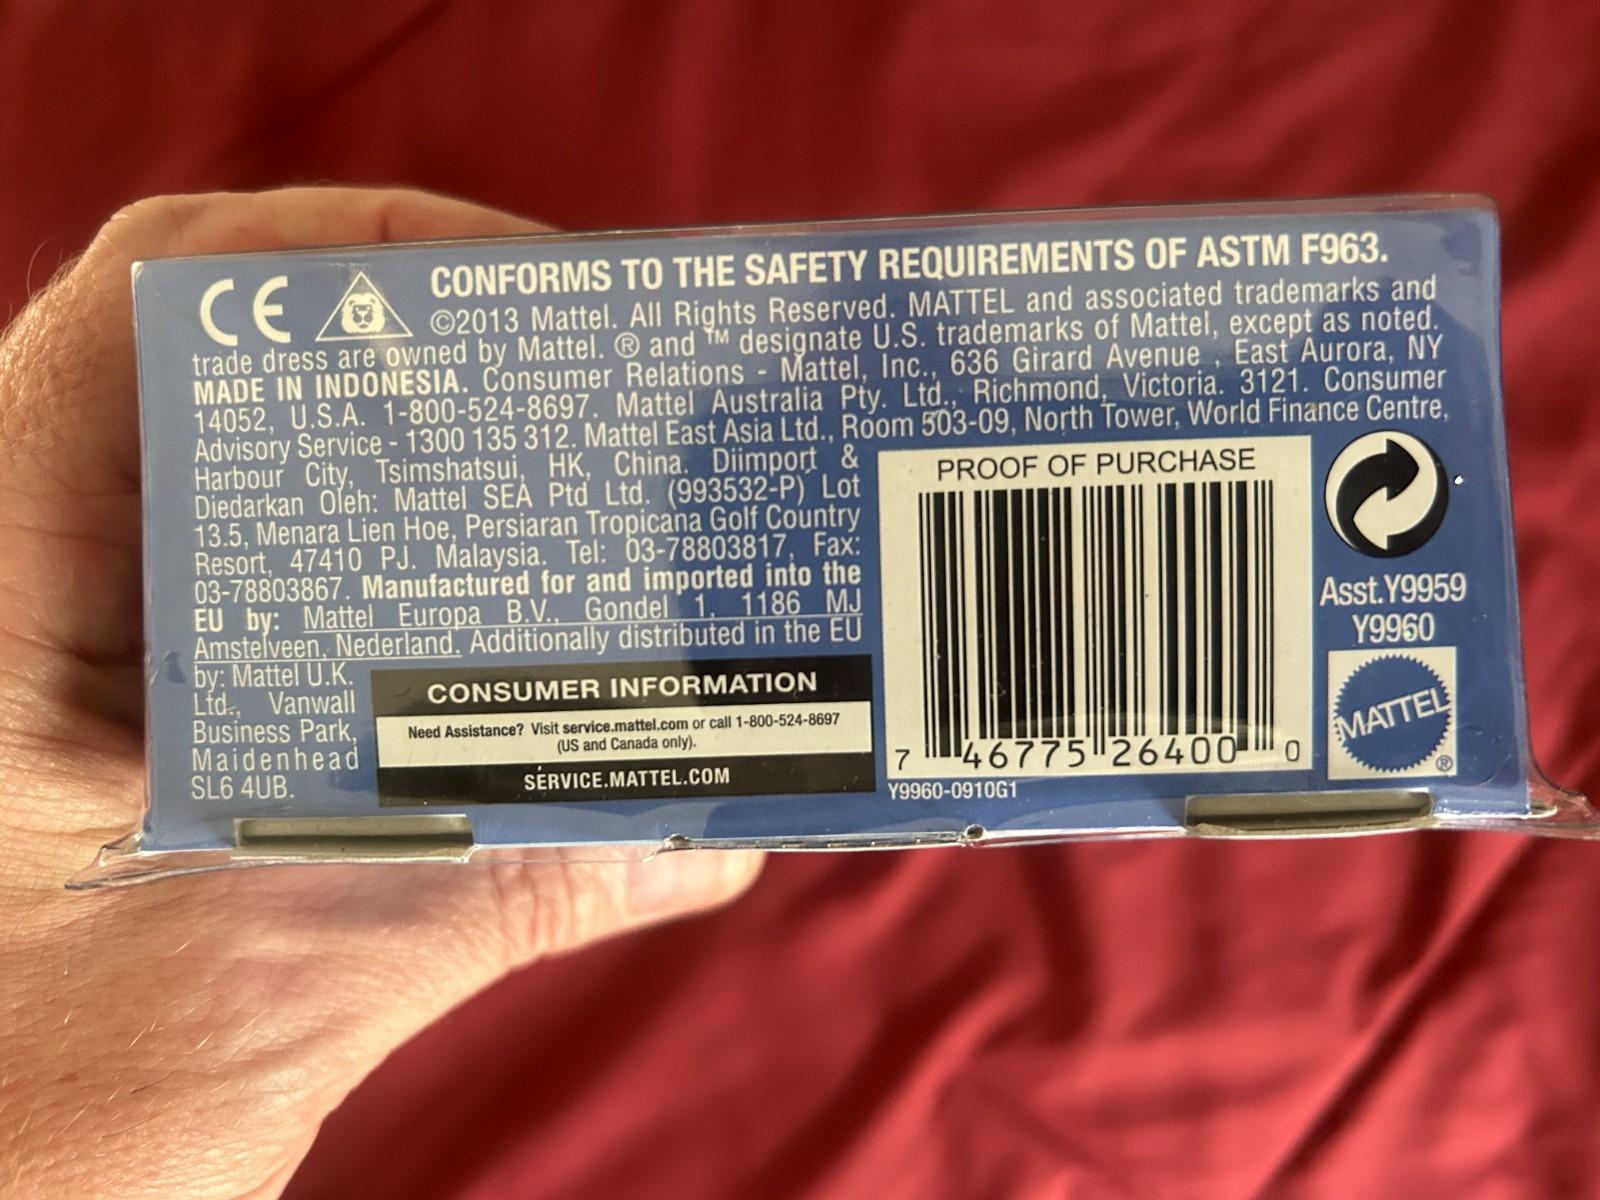 CE
CONFORMS TO THE SAFETY REQUIREMENTS OF ASTM F963.
©2013 Mattel. All Rights Reserved. MATTEL and associated trademarks and
trade dress are owned by Mattel. ® and ™ designate U.S. trademarks of Mattel, except as noted.
MADE IN INDONESIA. Consumer Relations - Mattel, Inc., 636 Girard Avenue , East Aurora, NY
14052, U.S.A. 1-800-524-8697. Mattel Australia Pty. Ltd., Richmond, Victoria. 3121. Consumer
Advisory Service - 1300 135 312. Mattel East Asia Ltd., Room 503-09, North Tower, World Finance Centre,
Harbour City, Tsimshatsui, HK, China. Diimport &
Diedarkan Oleh: Mattel SEA Ptd Ltd. (993532-P) Lot
13.5, Menara Lien Hoe, Persiaran Tropicana Golf Country
Resort, 47410 PJ. Malaysia. Tel: 03-78803817, Fax:
03-78803867. Manufactured for and imported into the
EU by: Mattel Europa B.V., Gondel 1, 1186 MJ
Amstelveen, Nederland. Additionally distributed in the EU
by: Mattel U.K.
Ltd., Vanwall
Business Park,
Maidenhead
SL6 4UB.
CONSUMER INFORMATION
Need Assistance? Visit service.mattel.com or call 1-800-524-8697
(US and Canada only).
SERVICE.MATTEL.COM
PROOF OF PURCHASE
7 46775 26400 0
Y9960-0910G1
Asst.Y9959
Y9960
MATTEL®